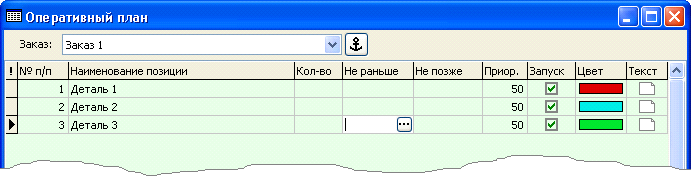 Оперативный план
Заказ: Заказ 1
! № п/п Наименование позиции Кол-во Не раньше Не позже Приор. Запуск Цвет Текст
1 Деталь 1 50
2 Деталь 2 50
3 Деталь 3 ... 50